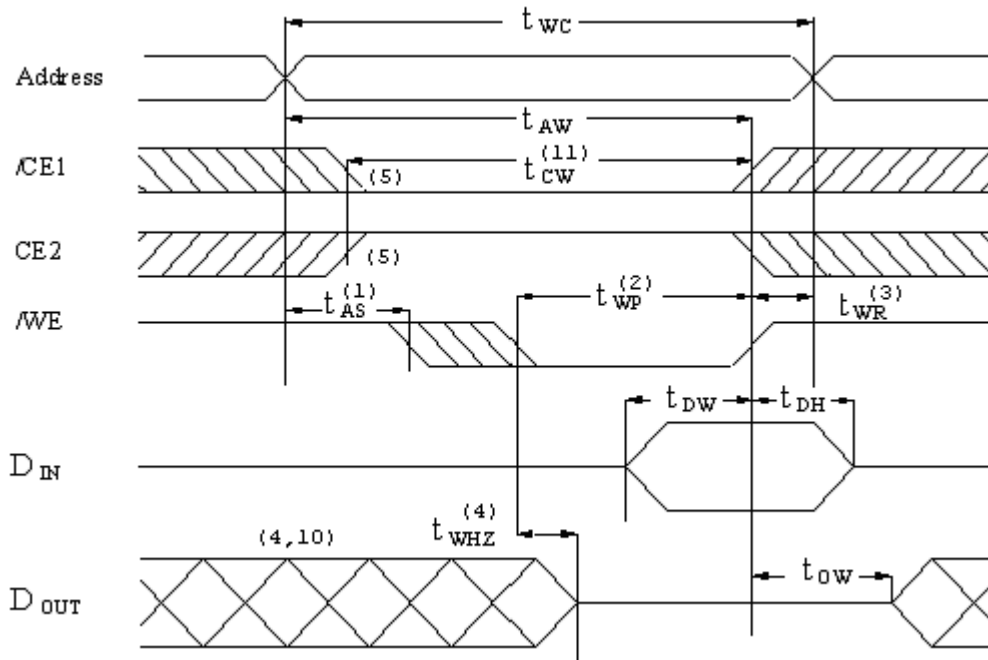 t WC
Address
t AW
/CE1
t CW (11)
(5)
CE2
(5)
t AS (1)
t WP (2)
t WR (3)
/WE
t DW
t DH
D IN
t WHZ (4)
(4,10)
t OW
D OUT